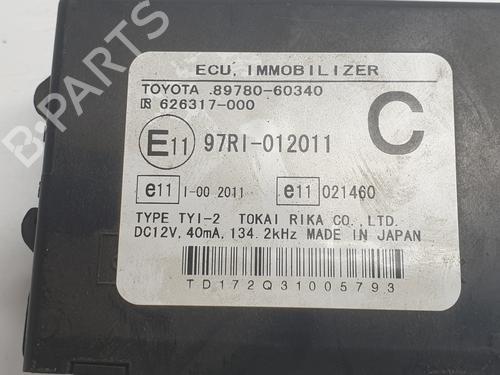 ECU, IMMOBILIZER
TOYOTA .89780-60340
626317-000
C
E11 97RI-012011
e11 I-00 2011 e11 021460
TYPE TYI-2 TOKAI RIKA CO., LTD.
DC12V, 40mA, 134.2kHz MADE IN JAPAN
TD172Q31005793